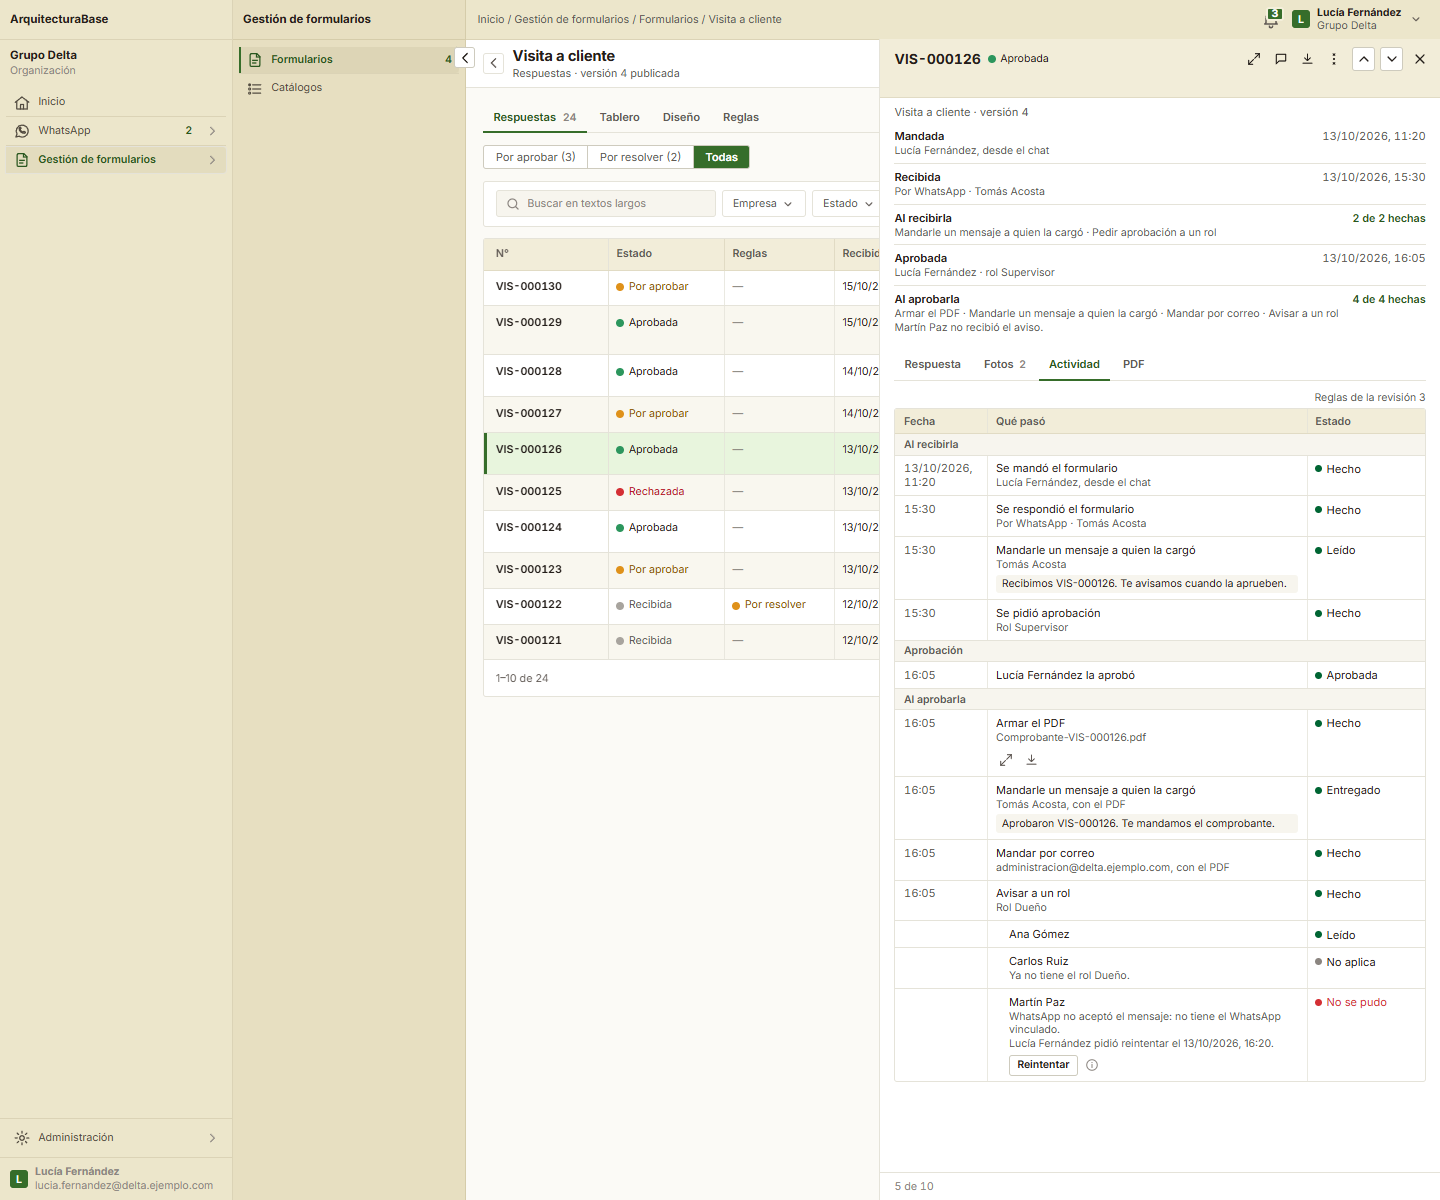 ArquitecturaBase
Grupo Delta
Organización
Inicio
WhatsApp 2
Gestión de formularios
Administración
L Lucía Fernández
lucia.fernandez@delta.ejemplo.com
Gestión de formularios
Formularios 4
Catálogos
Inicio / Gestión de formularios / Formularios / Visita a cliente
3
L Lucía Fernández
Grupo Delta
Visita a cliente
Respuestas · versión 4 publicada
Respuestas 24 Tablero Diseño Reglas
Por aprobar (3) Por resolver (2) Todas
Buscar en textos largos Empresa Estado
N° Estado Reglas Recibid
VIS-000130 Por aprobar — 15/10/2
VIS-000129 Aprobada — 15/10/2
VIS-000128 Aprobada — 14/10/2
VIS-000127 Por aprobar — 14/10/2
VIS-000126 Aprobada — 13/10/2
VIS-000125 Rechazada — 13/10/2
VIS-000124 Aprobada — 13/10/2
VIS-000123 Por aprobar — 13/10/2
VIS-000122 Recibida Por resolver 12/10/2
VIS-000121 Recibida — 12/10/2
1–10 de 24
VIS-000126 Aprobada
Visita a cliente · versión 4
Mandada 13/10/2026, 11:20
Lucía Fernández, desde el chat
Recibida 13/10/2026, 15:30
Por WhatsApp · Tomás Acosta
Al recibirla 2 de 2 hechas
Mandarle un mensaje a quien la cargó · Pedir aprobación a un rol
Aprobada 13/10/2026, 16:05
Lucía Fernández · rol Supervisor
Al aprobarla 4 de 4 hechas
Armar el PDF · Mandarle un mensaje a quien la cargó · Mandar por correo · Avisar a un rol
Martín Paz no recibió el aviso.
Respuesta Fotos 2 Actividad PDF
Reglas de la revisión 3
Fecha Qué pasó Estado
Al recibirla
13/10/2026, 11:20 Se mandó el formulario Hecho
Lucía Fernández, desde el chat
15:30 Se respondió el formulario Hecho
Por WhatsApp · Tomás Acosta
15:30 Mandarle un mensaje a quien la cargó Leído
Tomás Acosta
Recibimos VIS-000126. Te avisamos cuando la aprueben.
15:30 Se pidió aprobación Hecho
Rol Supervisor
Aprobación
16:05 Lucía Fernández la aprobó Aprobada
Al aprobarla
16:05 Armar el PDF Hecho
Comprobante-VIS-000126.pdf
16:05 Mandarle un mensaje a quien la cargó Entregado
Tomás Acosta, con el PDF
Aprobaron VIS-000126. Te mandamos el comprobante.
16:05 Mandar por correo Hecho
administracion@delta.ejemplo.com, con el PDF
16:05 Avisar a un rol Hecho
Rol Dueño
Ana Gómez Leído
Carlos Ruiz No aplica
Ya no tiene el rol Dueño.
Martín Paz No se pudo
WhatsApp no aceptó el mensaje: no tiene el WhatsApp
vinculado.
Lucía Fernández pidió reintentar el 13/10/2026, 16:20.
Reintentar
5 de 10